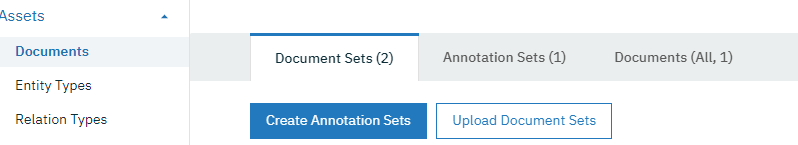 Assets
Documents
Entity Types
Relation Types
Document Sets (2)
Annotation Sets (1)
Documents (All, 1)
Create Annotation Sets
Upload Document Sets